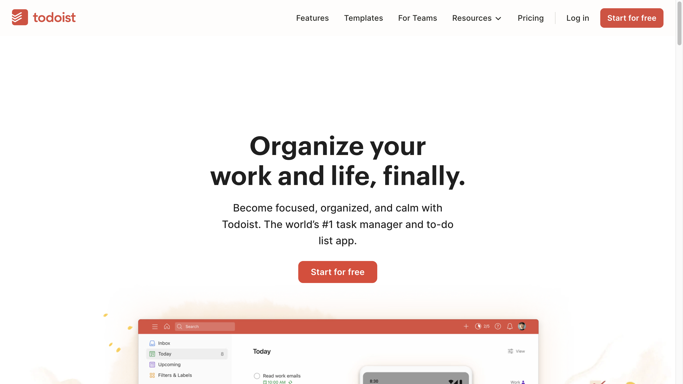 todoist
Features
Templates
For Teams
Resources
Pricing
Log in
Start for free
Organize your
work and life, finally.
Become focused, organized, and calm with
Todoist. The world's #1 task manager and to-do
list app.
Start for free
Search
Inbox
Today
Upcoming
Filters & Labels
Today
View
Read work emails
10:00 AM
8:30
Work